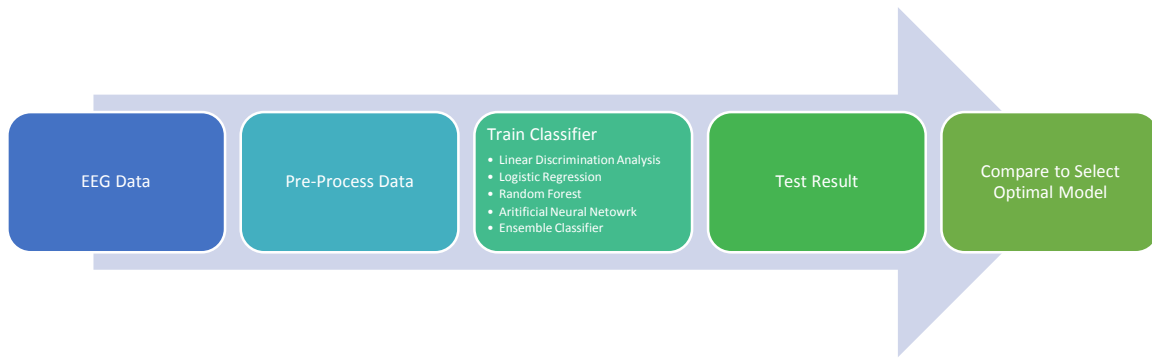 EEG Data
Pre-Process Data
Train Classifier
• Linear Discrimination Analysis
• Logistic Regression
• Random Forest
• Aritificial Neural Netowrk
• Ensemble Classifier
Test Result
Compare to Select
Optimal Model